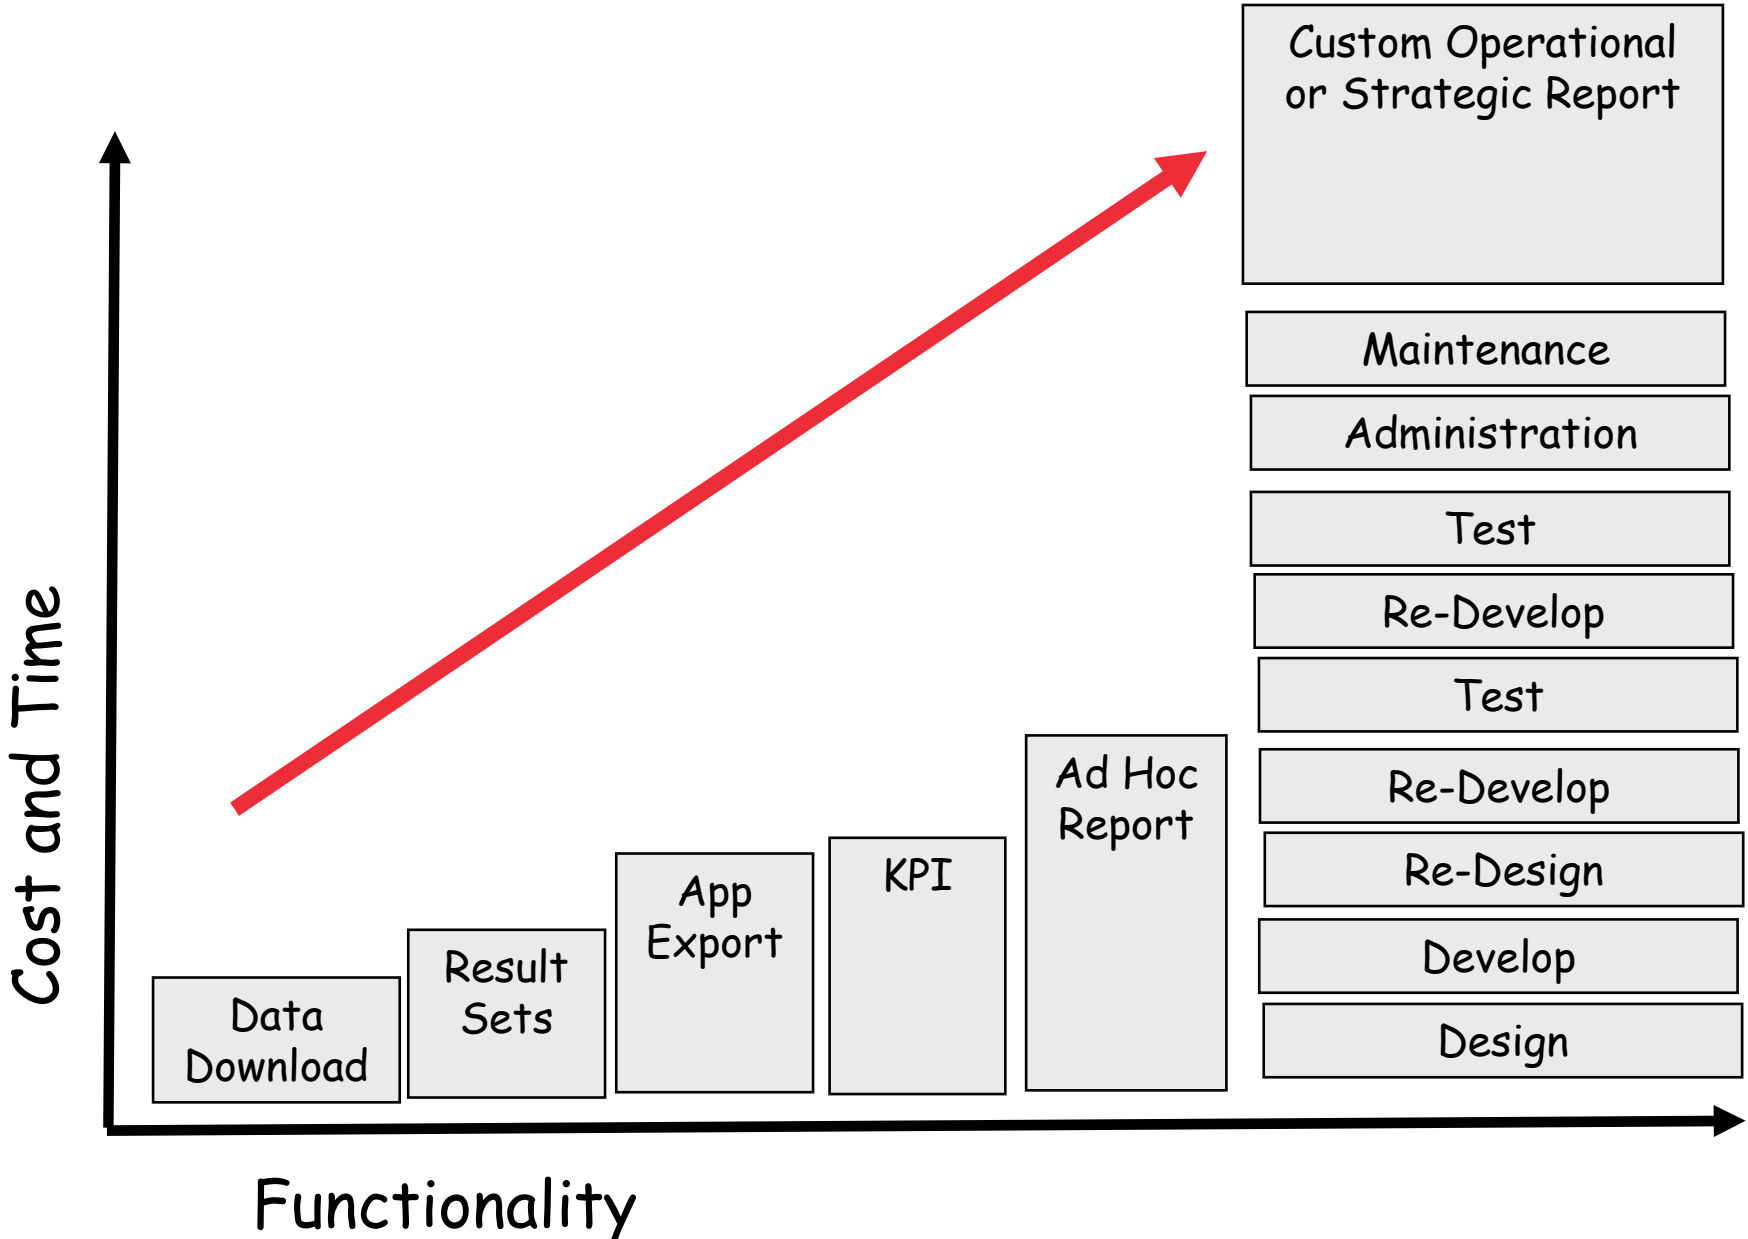 Custom Operational
or Strategic Report
Maintenance
Administration
Test
Re-Develop
Test
Re-Develop
Re-Design
Develop
Design
Ad Hoc
Report
KPI
App
Export
Result
Sets
Data
Download
Cost and Time
Functionality